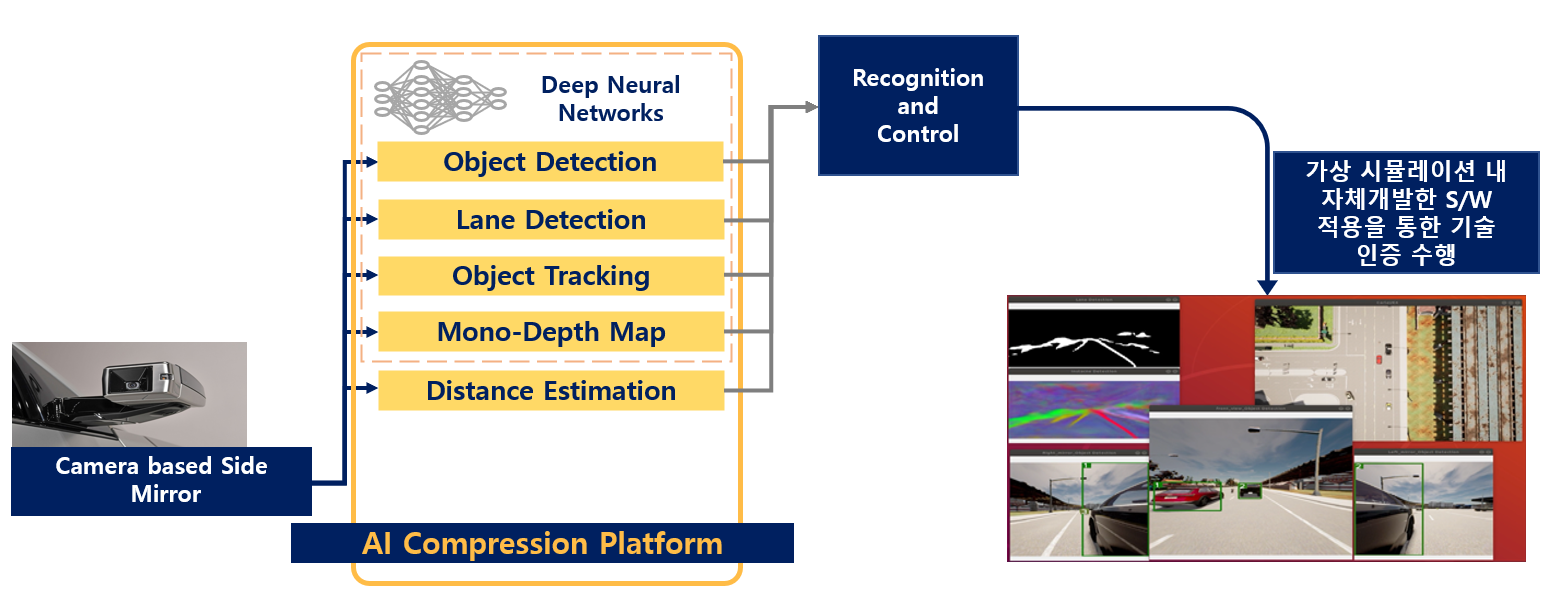 Deep Neural
Networks
Object Detection
Lane Detection
Object Tracking
Mono-Depth Map
Distance Estimation
Camera based Side
Mirror
AI Compression Platform
Recognition
and
Control
가상 시뮬레이션 내
자체개발한 S/W
적용을 통한 기술
인증 수행